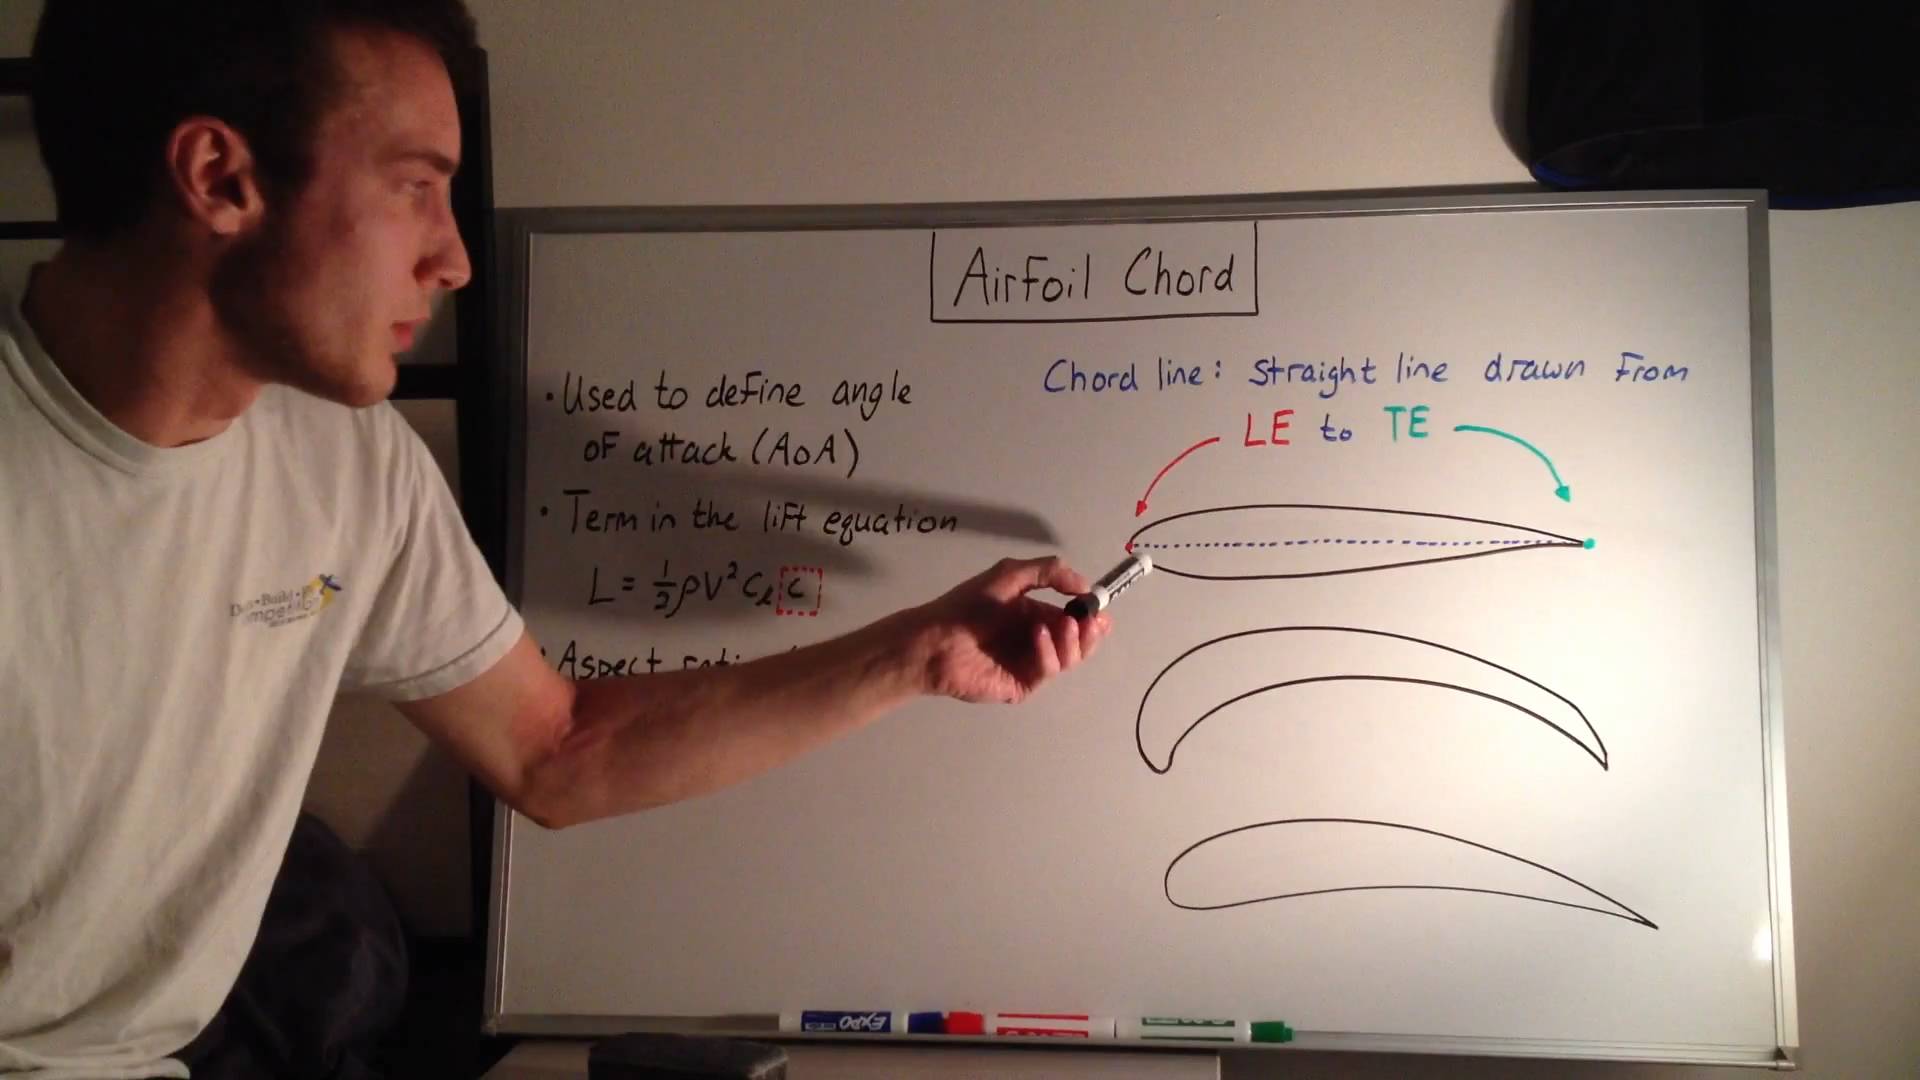 Airfoil Chord
• Used to define angle
of attack (AoA)
• Term in the lift equation
L = ½ρV²Cₗ c
• Aspect
Chord line: Straight line drawn from
LE to TE
EXPO